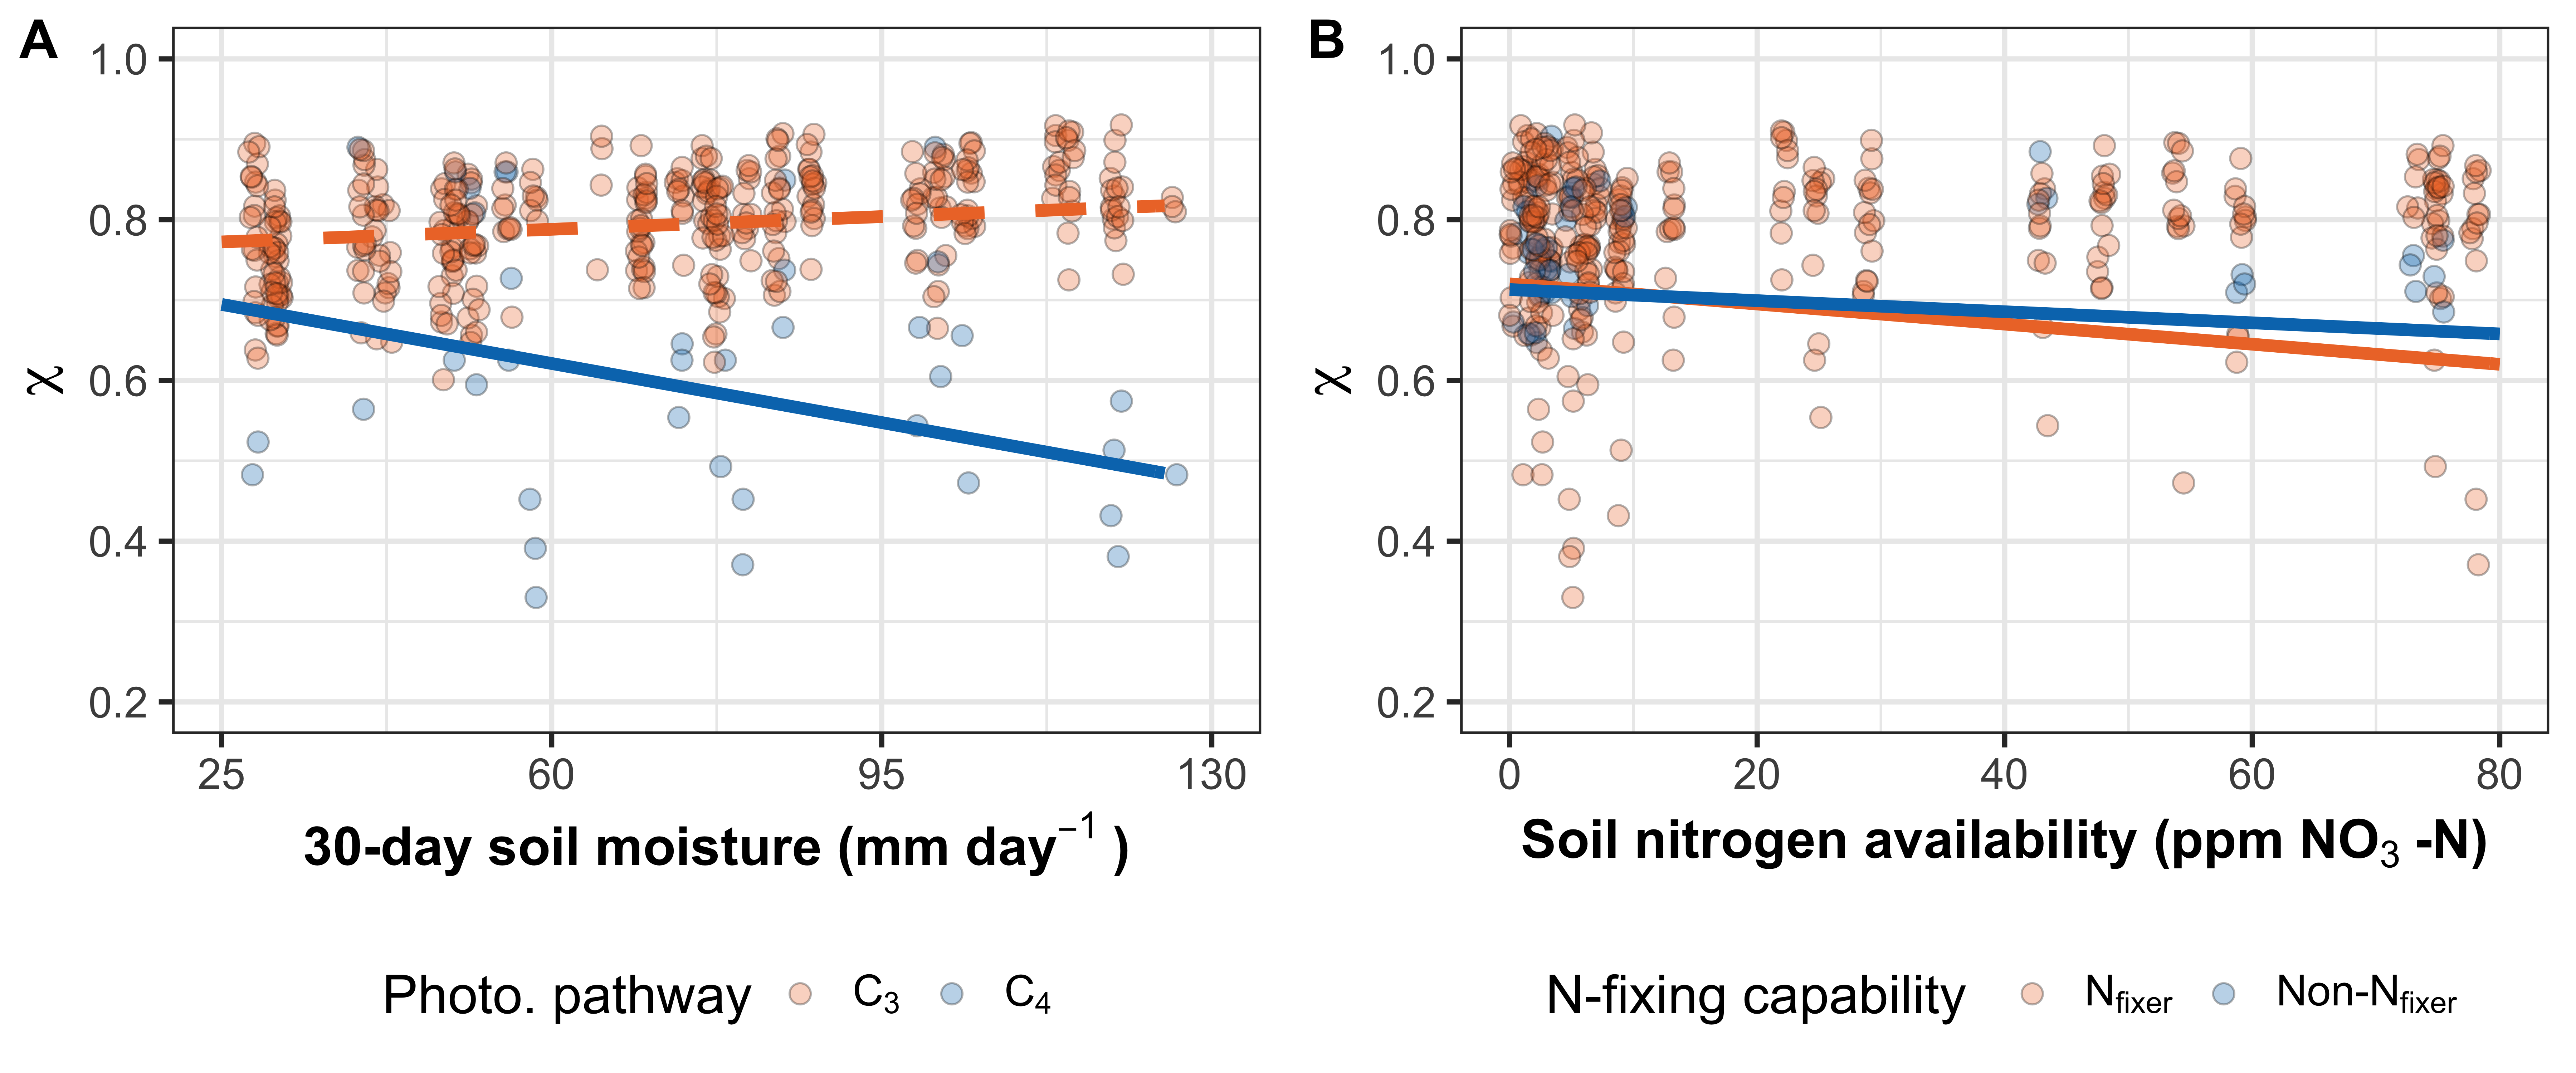 A
1.0
0.8
0.6
0.4
0.2
χ
25 60 95 130
30-day soil moisture (mm day⁻¹ )
Photo. pathway C₃ C₄
B
1.0
0.8
0.6
0.4
0.2
χ
0 20 40 60 80
Soil nitrogen availability (ppm NO₃ -N)
N-fixing capability Nfixer Non-Nfixer